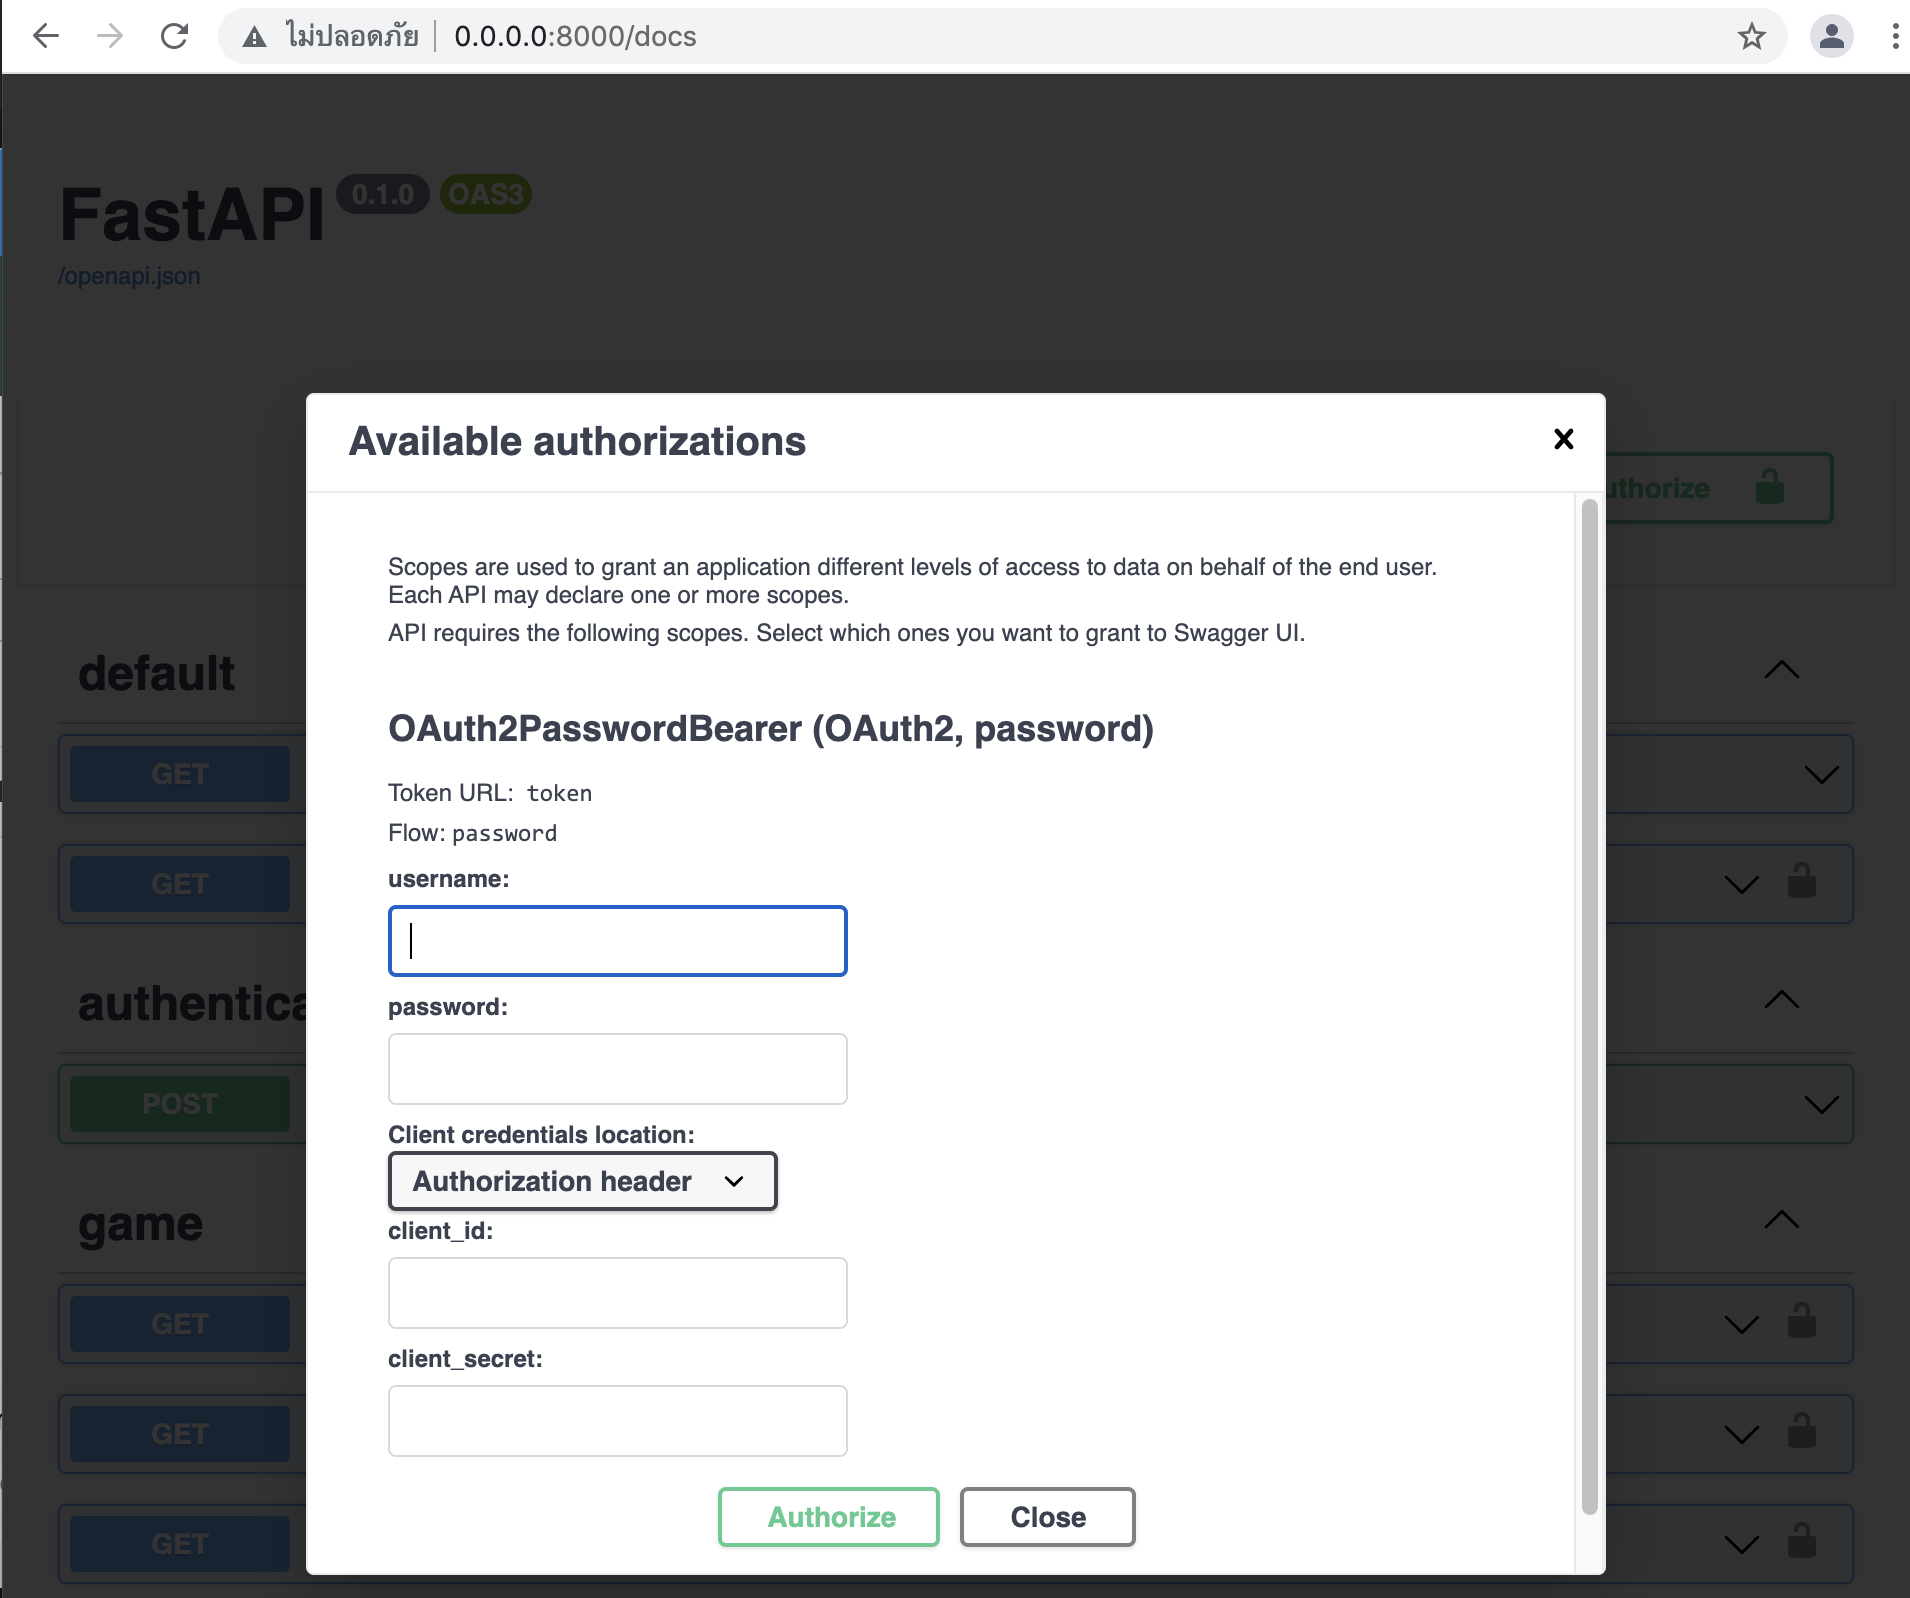 ไม่ปลอดภัย 0.0.0.0:8000/docs
FastAPI 0.1.0 OAS3
/openapi.json
Available authorizations
uthorize
Scopes are used to grant an application different levels of access to data on behalf of the end user.
Each API may declare one or more scopes.
API requires the following scopes. Select which ones you want to grant to Swagger UI.
default
OAuth2PasswordBearer (OAuth2, password)
GET
Token URL: token
Flow: password
username:
GET
authentica
password:
POST
Client credentials location:
Authorization header
game
client_id:
GET
client_secret:
GET
Authorize Close
GET